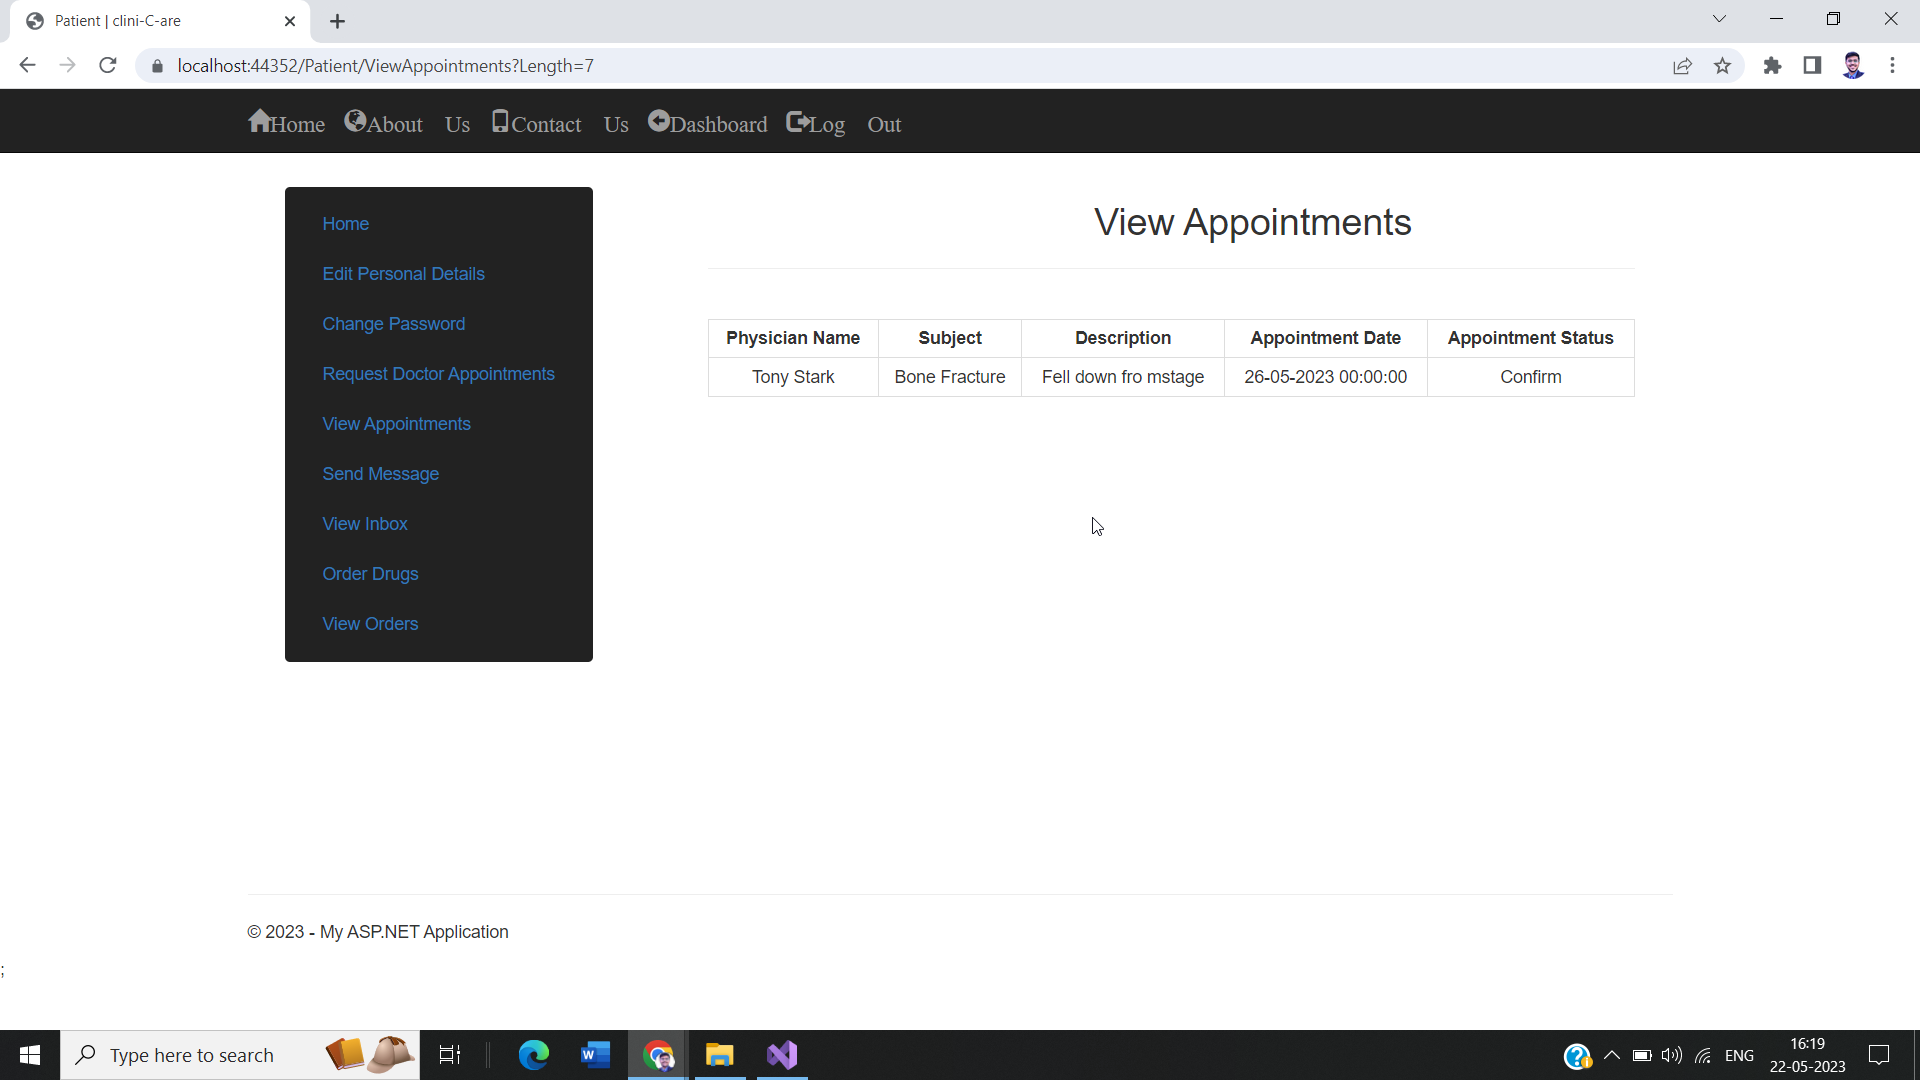 Patient | clini-C-are
localhost:44352/Patient/ViewAppointments?Length=7
Home About Us Contact Us Dashboard Log Out
Home
Edit Personal Details
Change Password
Request Doctor Appointments
View Appointments
Send Message
View Inbox
Order Drugs
View Orders
View Appointments
Physician Name Subject Description Appointment Date Appointment Status
Tony Stark Bone Fracture Fell down fro mstage 26-05-2023 00:00:00 Confirm
© 2023 - My ASP.NET Application
;
Type here to search
W
ENG
16:19
22-05-2023